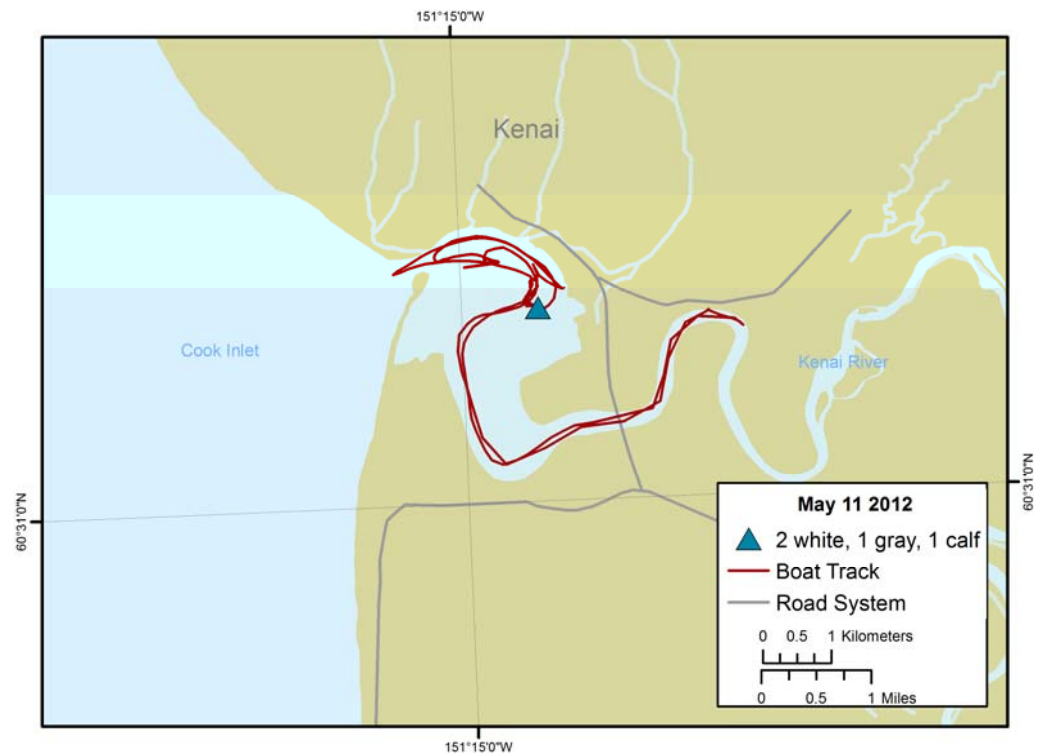 151°15'0"W
Kenai
Cook Inlet
Kenai River
60°31'0"N
60°31'0"N
May 11 2012
2 white, 1 gray, 1 calf
Boat Track
Road System
0 0.5 1 Kilometers
0 0.5 1 Miles
151°15'0"W